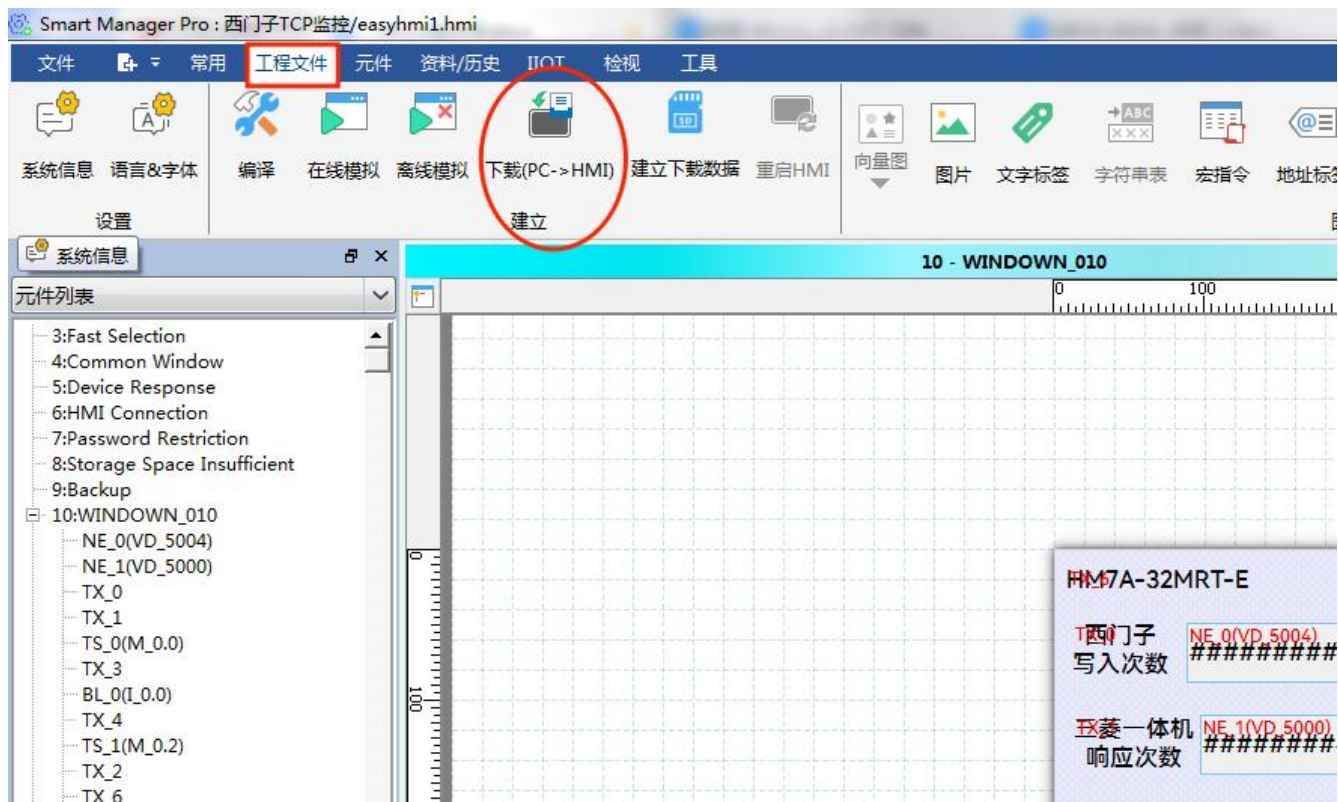 Smart Manager Pro : 西门子TCP监控/easyhmi1.hmi
文件 常用 工程文件 元件 资料/历史 IIOT 检视 工具
系统信息 语言&字体 编译 在线模拟 离线模拟 下载(PC->HMI) 建立下载数据 重启HMI 向量图 图片 文字标签 字符串表 宏指令 地址标签
设置 建立
系统信息
10 - WINDOWN_010
元件列表
0 100
3:Fast Selection
4:Common Window
5:Device Response
6:HMI Connection
7:Password Restriction
8:Storage Space Insufficient
9:Backup
10:WINDOWN_010
NE_0(VD_5004)
NE_1(VD_5000)
TX_0
TX_1
TS_0(M_0.0)
TX_3
BL_0(I_0.0)
TX_4
TS_1(M_0.2)
TX_2
TX_6
0
100
HM7A-32MRT-E
西门子
写入次数
NE_0(VD_5004)
#########
三菱一体机
响应次数
NE_1(VD_5000)
########